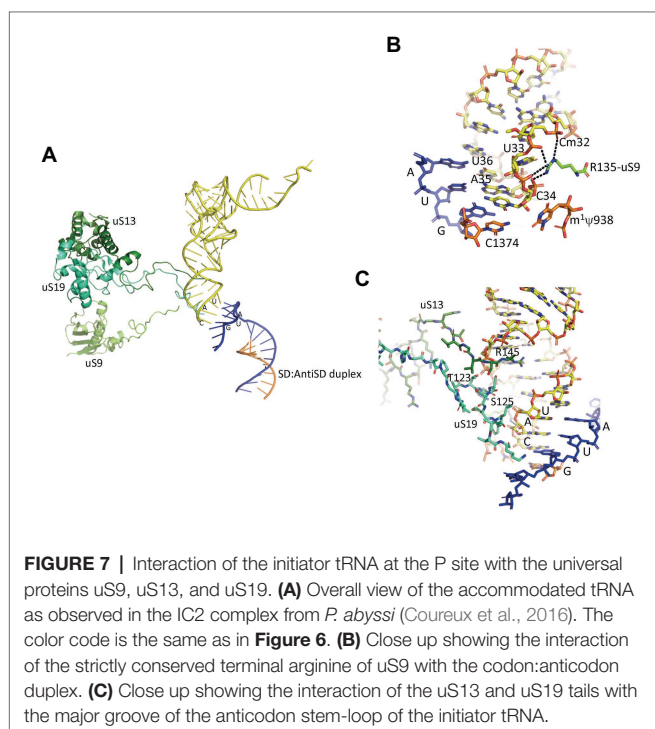 A
uS13
uS19
uS9
C A U
G U A
SD:AntiSD duplex
B
Cm32
U33
U36
R135-uS9
A
A35
U
C34
G
m¹ψ938
C1374
C
uS13
R145
T123
S125
uS19
U
A
A
C
U
G
FIGURE 7 | Interaction of the initiator tRNA at the P site with the universal
proteins uS9, uS13, and uS19. (A) Overall view of the accommodated tRNA
as observed in the IC2 complex from P. abyssi (Coureux et al., 2016). The
color code is the same as in Figure 6. (B) Close up showing the interaction
of the strictly conserved terminal arginine of uS9 with the codon:anticodon
duplex. (C) Close up showing the interaction of the uS13 and uS19 tails with
the major groove of the anticodon stem-loop of the initiator tRNA.